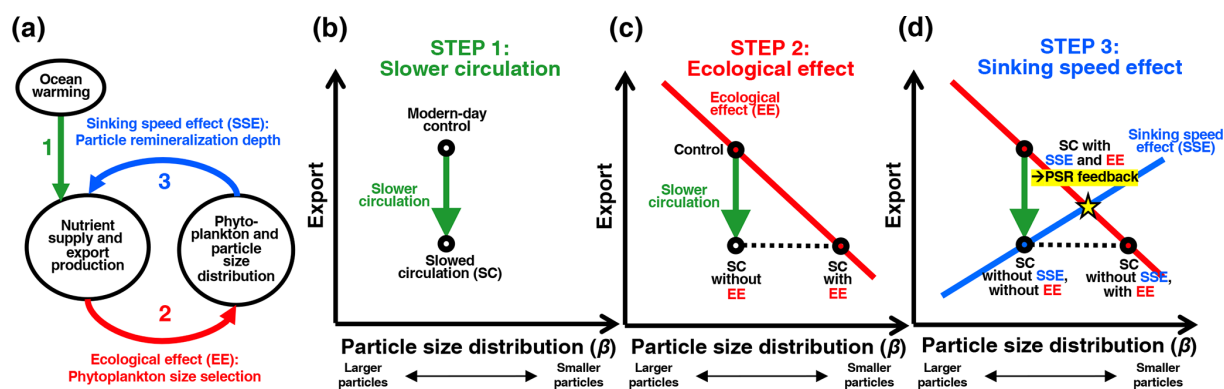 (a)
Ocean
warming
1
Sinking speed effect (SSE):
Particle remineralization depth
3
Nutrient
supply and
export
production
Phyto-
plankton and
particle
size
distribution
2
Ecological effect (EE):
Phytoplankton size selection
(b)
STEP 1:
Slower circulation
Export
Modern-day
control
Slower
circulation
Slowed
circulation (SC)
Particle size distribution (β)
Larger
particles
Smaller
particles
(c)
STEP 2:
Ecological effect
Export
Ecological
effect (EE)
Control
Slower
circulation
SC
without
EE
SC
with
EE
Particle size distribution (β)
Larger
particles
Smaller
particles
(d)
STEP 3:
Sinking speed effect
Export
SC with
SSE and EE
→PSR feedback
Sinking speed
effect (SSE)
SC
without SSE,
without EE
SC
without SSE,
with EE
Particle size distribution (β)
Larger
particles
Smaller
particles